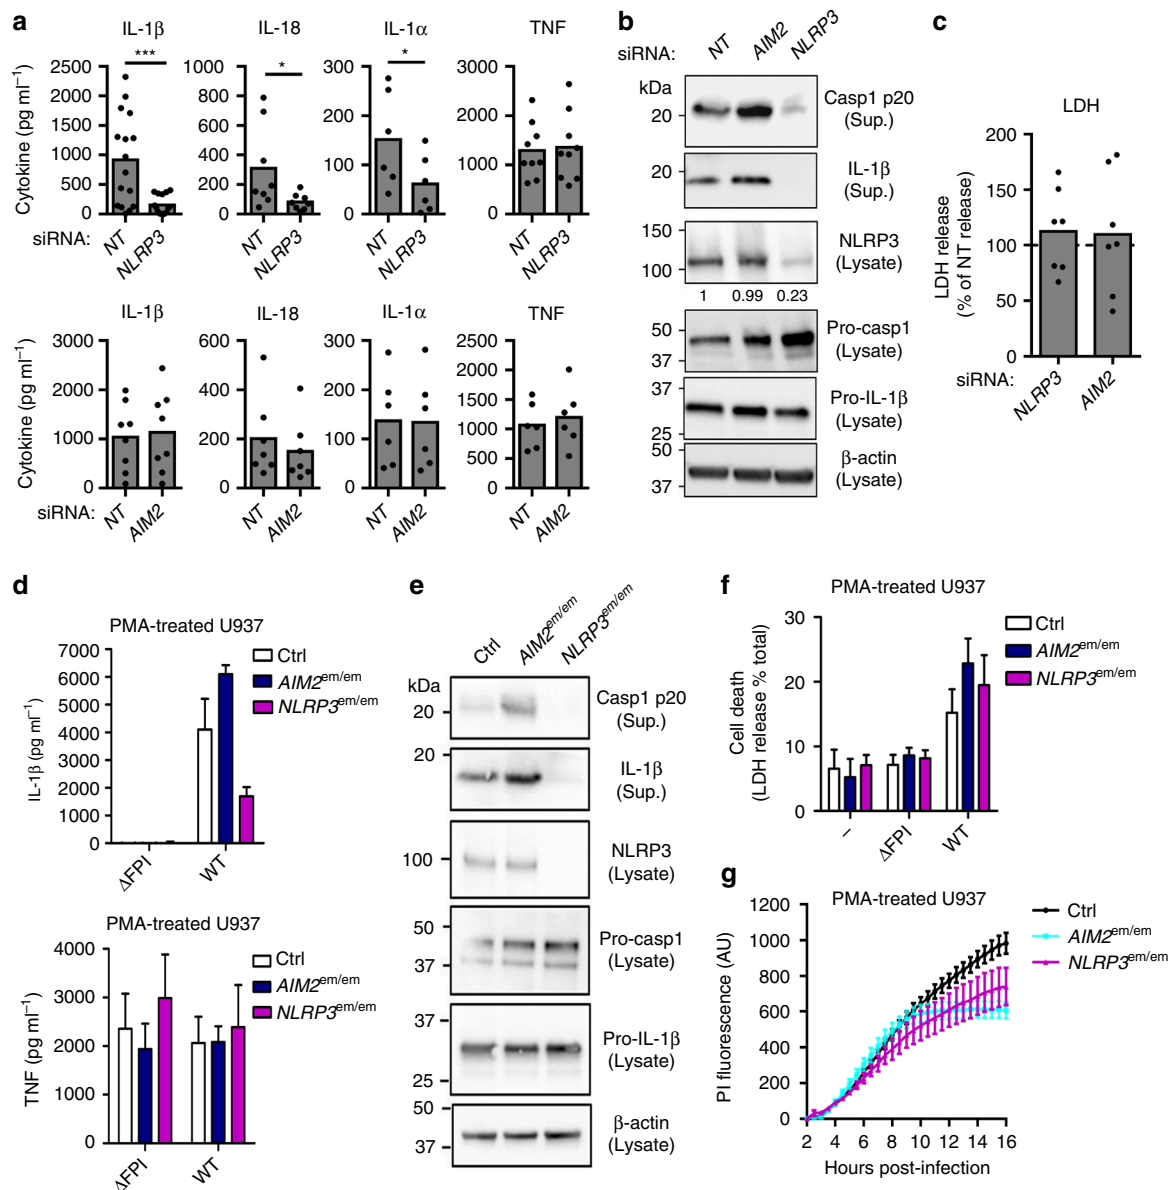 a
IL-1β
IL-18
IL-1α
TNF
***
*
*
Cytokine (pg ml⁻¹)
2500
2000
1500
1000
500
0
1000
800
600
400
200
0
300
200
100
0
3000
2000
1000
0
siRNA:
NT
NLRP3
NT
NLRP3
NT
NLRP3
NT
NLRP3
IL-1β
IL-18
IL-1α
TNF
Cytokine (pg ml⁻¹)
3000
2000
1000
0
600
400
200
0
300
200
100
0
2500
2000
1500
1000
500
0
siRNA:
NT
AIM2
NT
AIM2
NT
AIM2
NT
AIM2
b
siRNA:
NT
AIM2
NLRP3
kDa
20
Casp1 p20
(Sup.)
20
IL-1β
(Sup.)
150
100
NLRP3
(Lysate)
1 0.99 0.23
50
37
Pro-casp1
(Lysate)
37
25
Pro-IL-1β
(Lysate)
50
37
β-actin
(Lysate)
c
LDH
LDH release
(% of NT release)
200
150
100
50
0
siRNA:
NLRP3
AIM2
d
PMA-treated U937
IL-1β (pg ml⁻¹)
7000
6000
5000
4000
3000
2000
1000
0
ΔFPI
WT
Ctrl
AIM2em/em
NLRP3em/em
PMA-treated U937
TNF (pg ml⁻¹)
4000
3000
2000
1000
0
ΔFPI
WT
Ctrl
AIM2em/em
NLRP3em/em
e
Ctrl
AIM2em/em
NLRP3em/em
kDa
20
Casp1 p20
(Sup.)
20
IL-1β
(Sup.)
100
NLRP3
(Lysate)
50
37
Pro-casp1
(Lysate)
37
25
Pro-IL-1β
(Lysate)
50
37
β-actin
(Lysate)
f
PMA-treated U937
Cell death
(LDH release % total)
30
20
10
0
–
ΔFPI
WT
Ctrl
AIM2em/em
NLRP3em/em
g
PMA-treated U937
PI fluorescence (AU)
1200
1000
800
600
400
200
0
2 4 6 8 10 12 14 16
Hours post-infection
Ctrl
AIM2em/em
NLRP3em/em